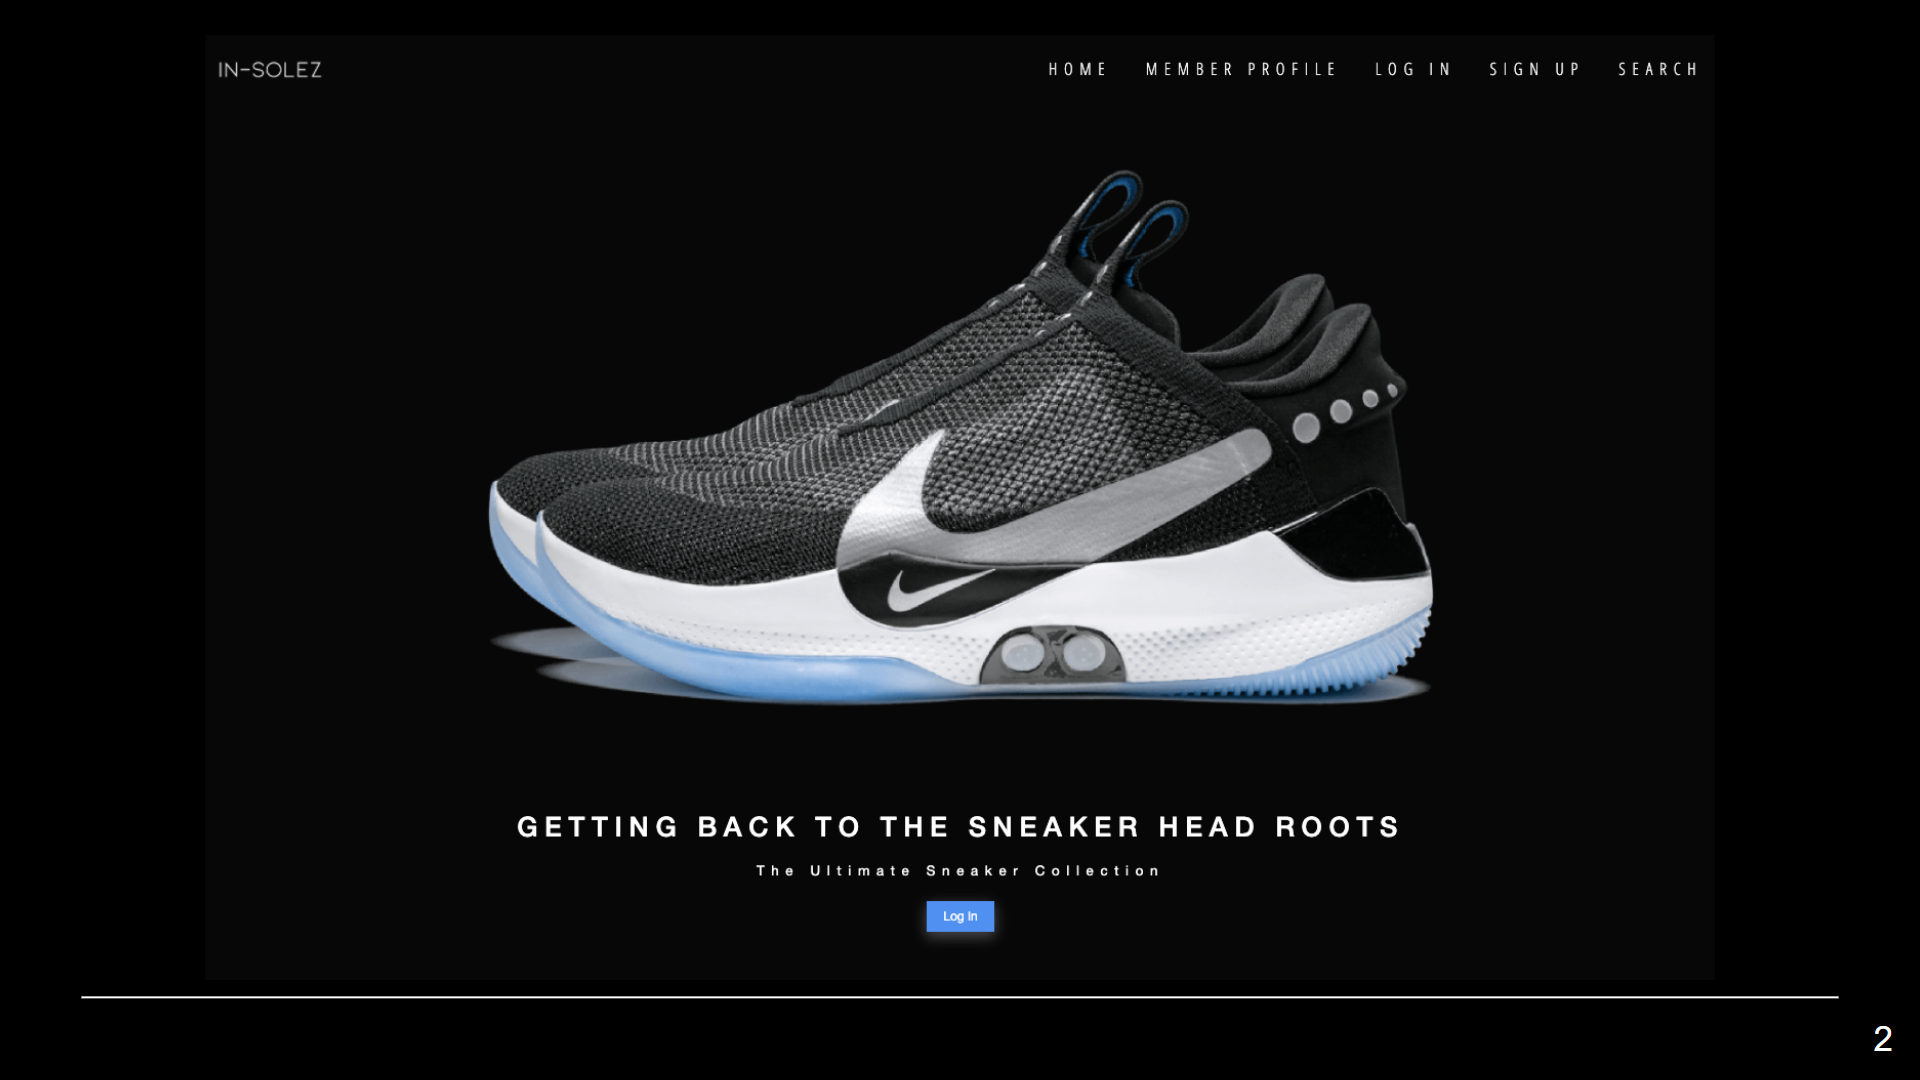 IN-SOLEZ
HOME MEMBER PROFILE LOG IN SIGN UP SEARCH
GETTING BACK TO THE SNEAKER HEAD ROOTS
The Ultimate Sneaker Collection
Log in
2